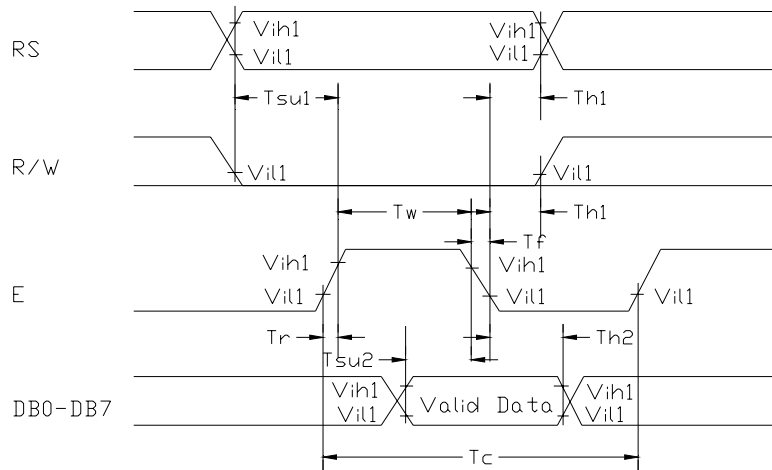 Vih1 Vih1
RS
Vil1 Vil1
Tsu1 Th1
R/W Vil1 Vil1
Tw Th1
Tf
Vih1 Vih1
E Vil1 Vil1 Vil1
Tr Th2
Tsu2
Vih1 Vih1
DB0-DB7 Valid Data
Vil1 Vil1
Tc